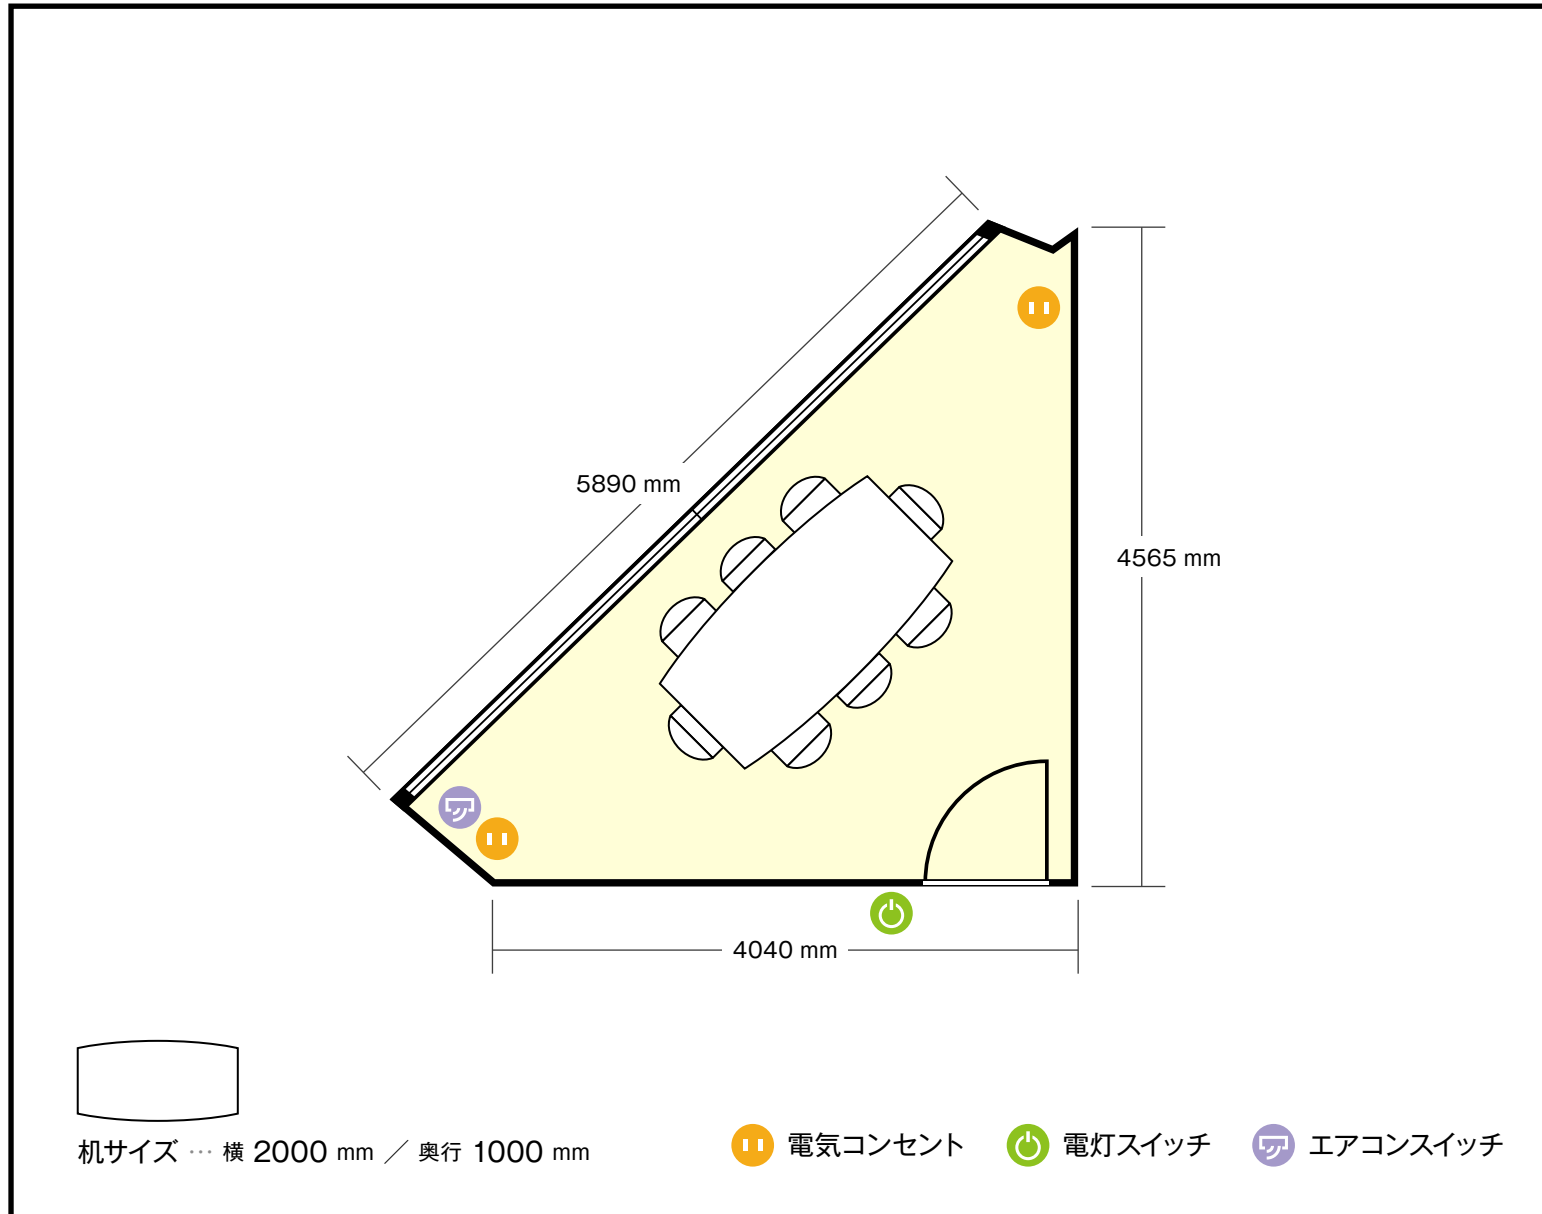 5890 mm
4565 mm
4040 mm
机サイズ … 横 2000 mm ／ 奥行 1000 mm
電気コンセント 電灯スイッチ エアコンスイッチ